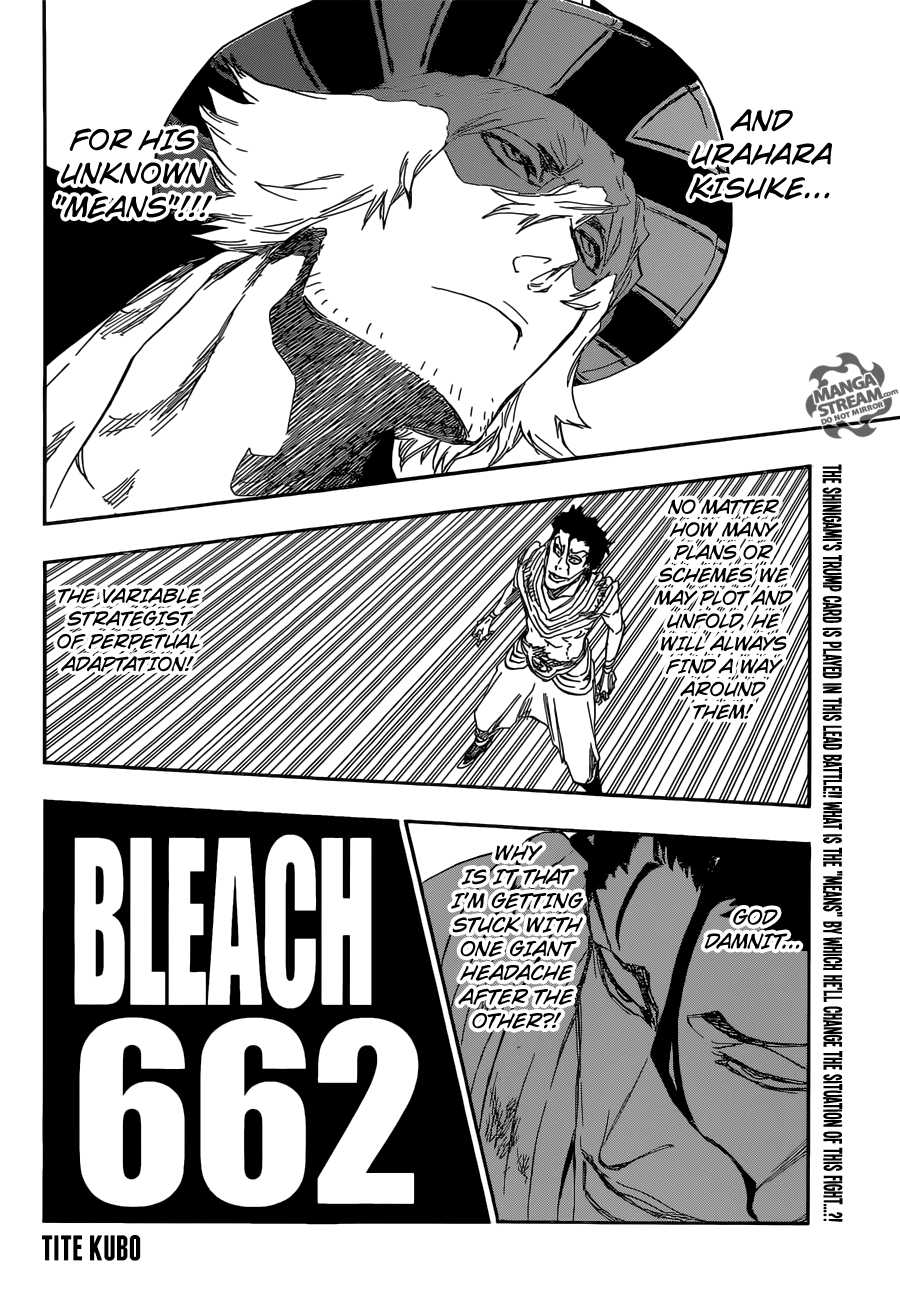 AND
URAHARA
KISUKE...
FOR HIS
UNKNOWN
"MEANS"!!!
MANGA
STREAM.com
DO NOT MIRROR
NO MATTER
HOW MANY
PLANS OR
SCHEMES WE
MAY PLOT AND
UNFOLD, HE
WILL ALWAYS
FIND A WAY
AROUND
THEM!
THE VARIABLE
STRATEGIST
OF PERPETUAL
ADAPTATION!
GOD
DAMNIT...
WHY
IS IT THAT
I'M GETTING
STUCK WITH
ONE GIANT
HEADACHE
AFTER THE
OTHER?!
THE SHINIGAMI'S TRUMP CARD IS PLAYED IN THIS LEAD BATTLE!! WHAT IS THE "MEANS" BY WHICH HE'LL CHANGE THE SITUATION OF THIS FIGHT...?!
BLEACH
662
TITE KUBO